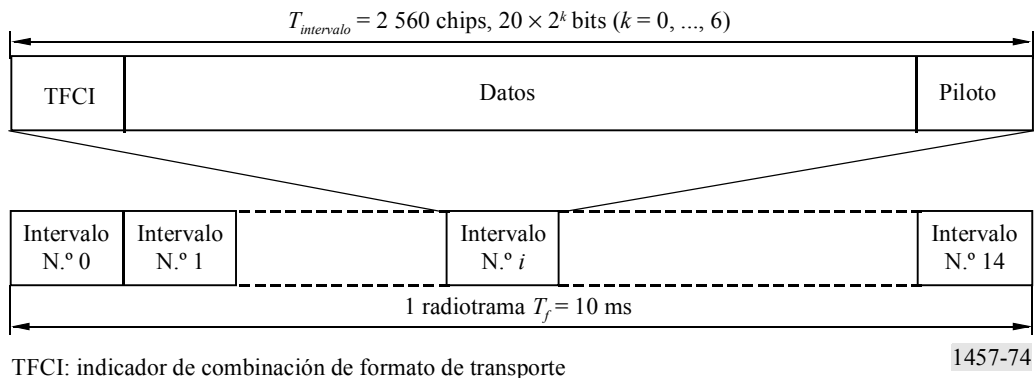 T_intervalo = 2 560 chips, 20 × 2^k bits (k = 0, ..., 6)
TFCI
Datos
Piloto
Intervalo
N.º 0
Intervalo
N.º 1
Intervalo
N.º i
Intervalo
N.º 14
1 radiotrama T_f = 10 ms
TFCI: indicador de combinación de formato de transporte
1457-74